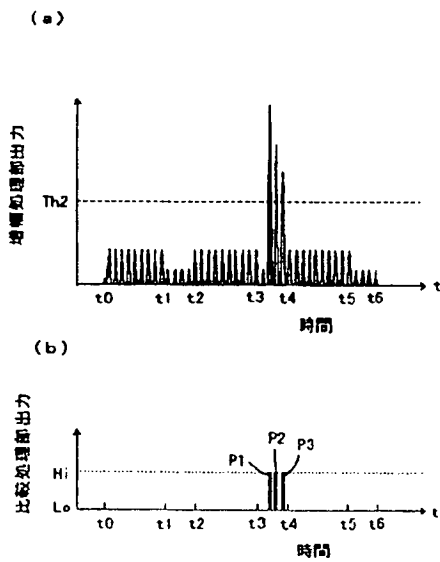 (a)
増幅処理部出力
Th2
t0 t1 t2 t3 t4 t5 t6
t
時間
(b)
比較処理部出力
P1 P2 P3
Hi
Lo
t0 t1 t2 t3 t4 t5 t6
t
時間